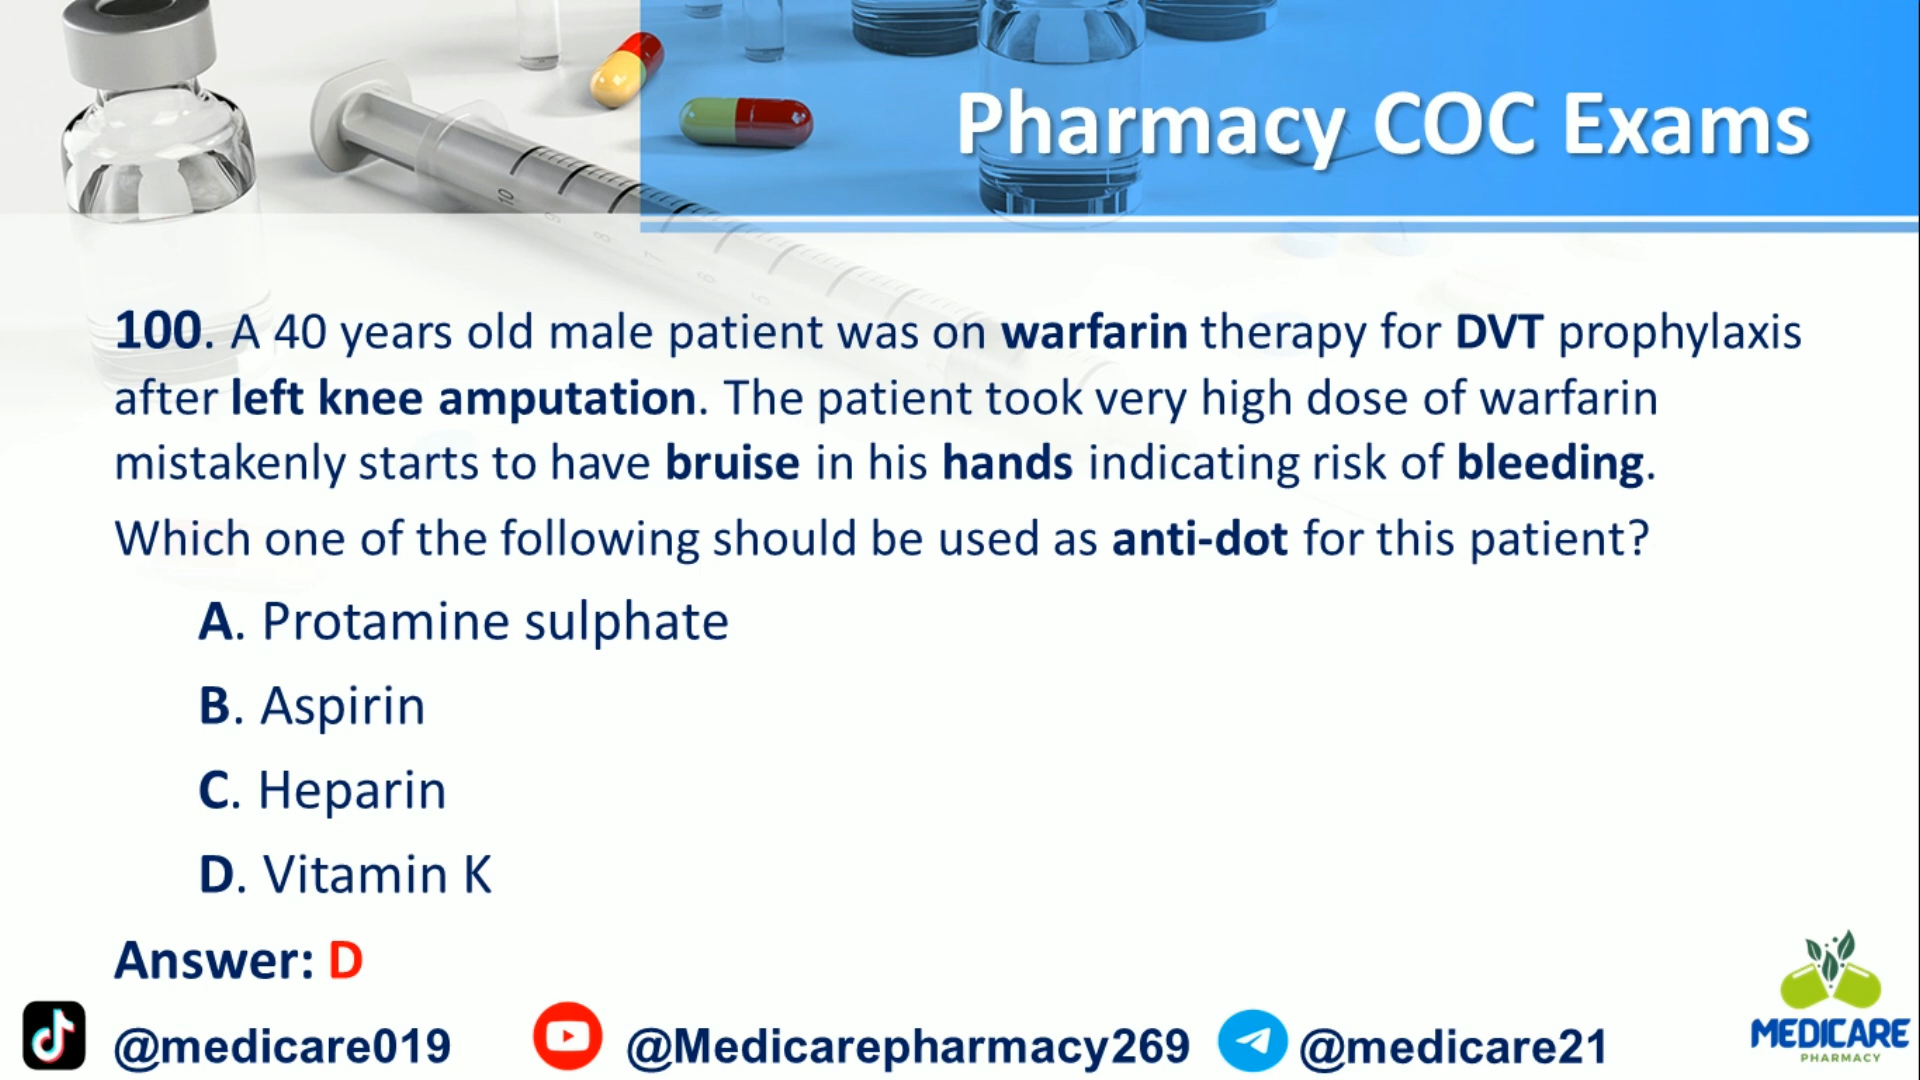 Pharmacy COC Exams
100. A 40 years old male patient was on warfarin therapy for DVT prophylaxis
after left knee amputation. The patient took very high dose of warfarin
mistakenly starts to have bruise in his hands indicating risk of bleeding.
Which one of the following should be used as anti-dot for this patient?
A. Protamine sulphate
B. Aspirin
C. Heparin
D. Vitamin K
Answer: D
@medicare019
@Medicarepharmacy269
@medicare21
MEDICARE
PHARMACY